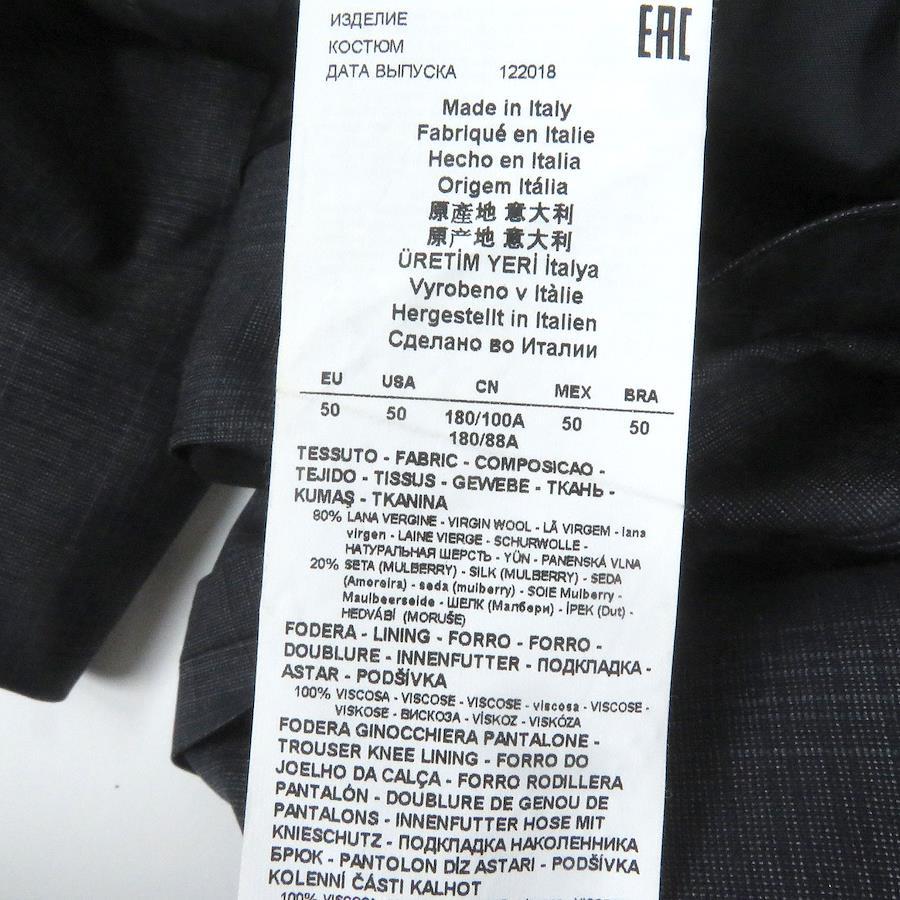 ИЗДЕЛИЕ
EAC
КОСТЮМ
ДАТА ВЫПУСКА 122018
Made in Italy
Fabriqué en Italie
Hecho en Italia
Origem Itália
原產地 意大利
原产地 意大利
ÜRETİM YERİ İtalya
Vyrobeno v Itàlie
Hergestellt in Italien
Сделано во Италии
EU USA CN MEX BRA
50 50 180/100A 50 50
180/88A
TESSUTO - FABRIC - COMPOSICAO -
TEJIDO - TISSUS - GEWEBE - ТКАНЬ -
KUMAŞ - TKANINA
80% LANA VERGINE - VIRGIN WOOL - LÃ VIRGEM - lana
virgen - LAINE VIERGE - SCHURWOLLE -
НАТУРАЛЬНАЯ ШЕРСТЬ - YÜN - PANENSKÁ VLNA
20% SETA (MULBERRY) - SILK (MULBERRY) - SEDA
(Amoreira) - seda (mulberry) - SOIE Mulberry -
Maulbeerseide - ШЕЛК (Малбери) - İPEK (Dut) -
HEDVÁBÍ (MORUŠE)
FODERA - LINING - FORRO - FORRO -
DOUBLURE - INNENFUTTER - ПОДКЛАДКА -
ASTAR - PODŠÍVKA
100% VISCOSA - VISCOSE - VISCOSE - viscosa - VISCOSE -
VISKOSE - ВИСКОЗА - VİSKOZ - VISKÓZA
FODERA GINOCCHIERA PANTALONE -
TROUSER KNEE LINING - FORRO DO
JOELHO DA CALÇA - FORRO RODILLERA
PANTALÓN - DOUBLURE DE GENOU DE
PANTALONS - INNENFUTTER HOSE MIT
KNIESCHUTZ - ПОДКЛАДКА НАКОЛЕННИКА
БРЮК - PANTOLON DİZ ASTARI - PODŠÍVKA
KOLENNÍ ČÁSTI KALHOT